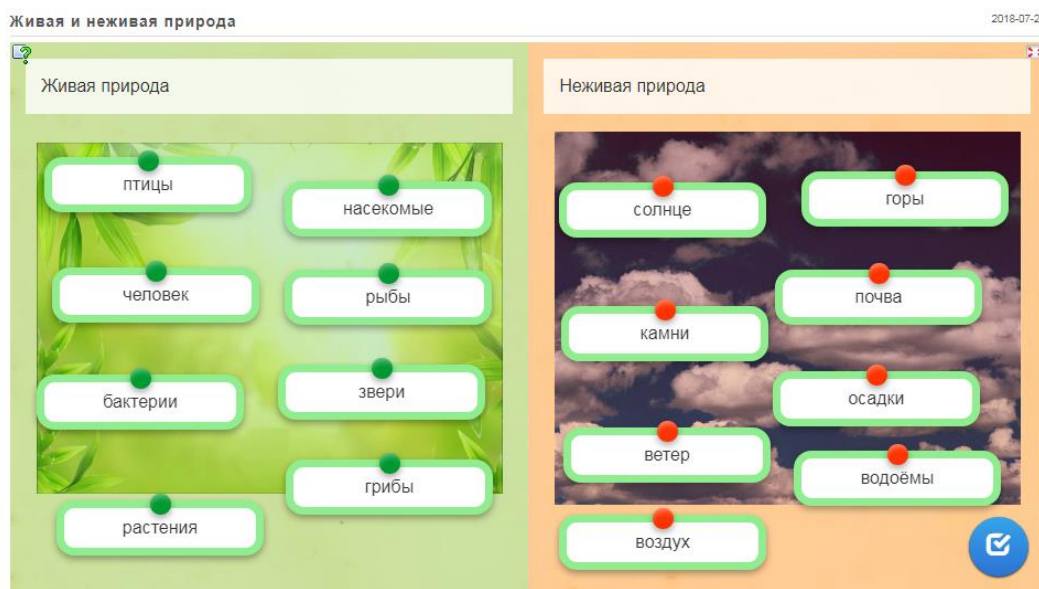 Живая и неживая природа
2018-07-2
Живая природа
Неживая природа
птицы
насекомые
человек
рыбы
бактерии
звери
грибы
растения
солнце
горы
камни
почва
осадки
ветер
водоёмы
воздух